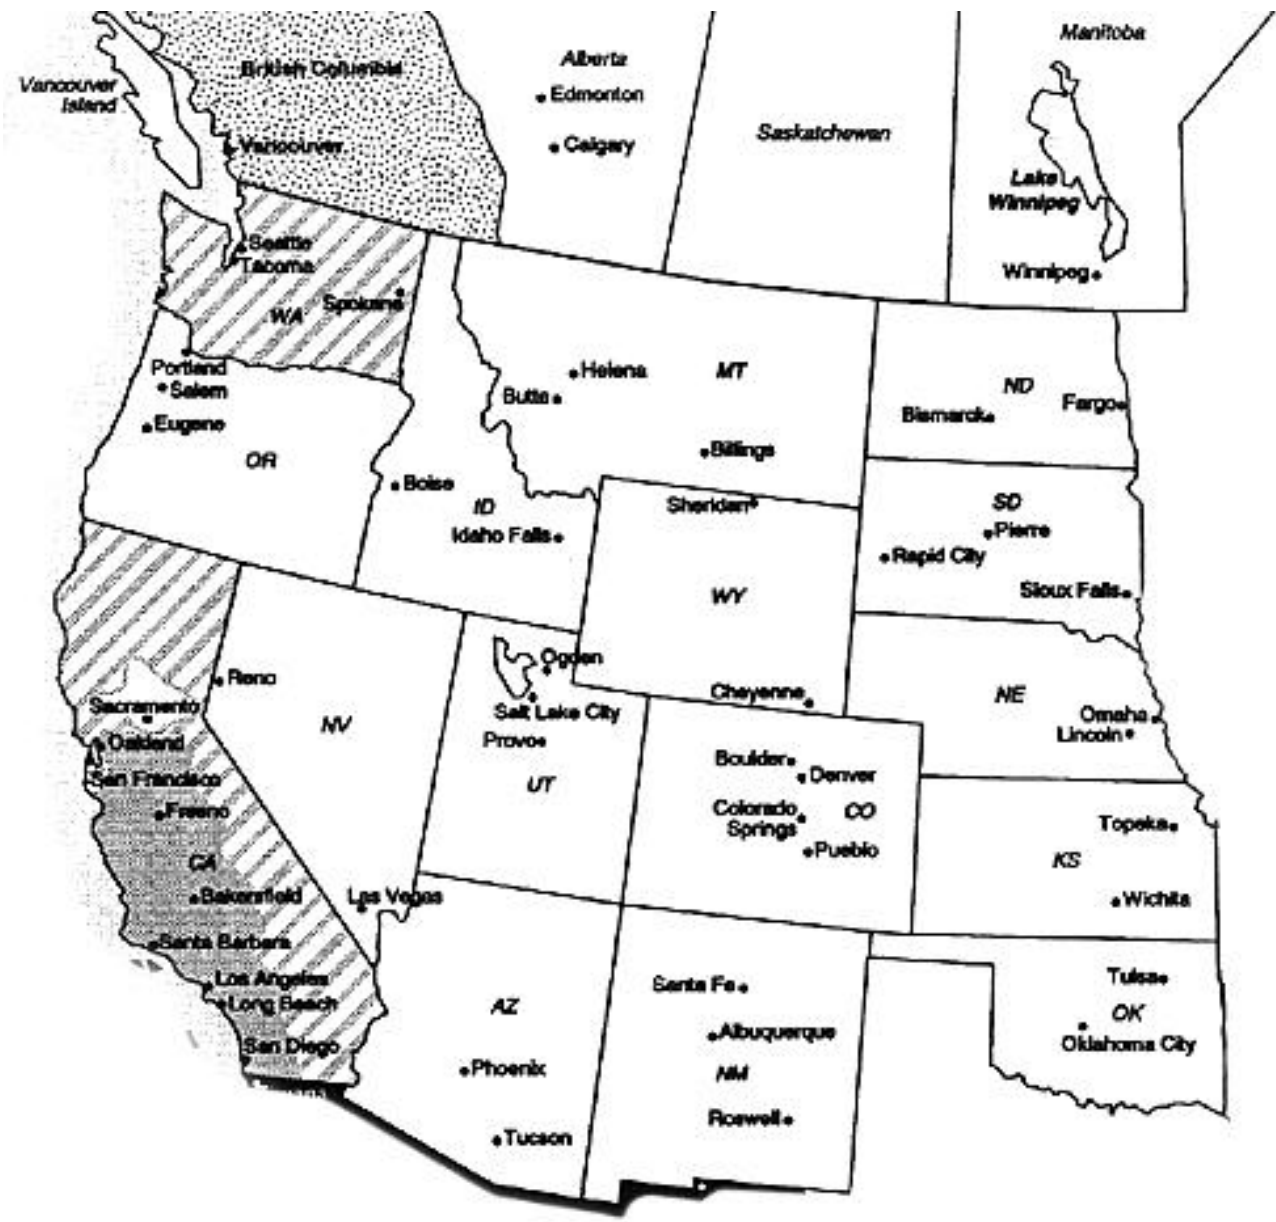 Manitoba
Alberta
British Columbia
Vancouver
Island
Edmonton
Saskatchewan
Vancouver
Calgary
Lake
Winnipeg
Seattle
Tacoma
Winnipeg
Spokane
WA
Portland
Salem
Helena
MT
ND
Butte
Fargo
Bismarck
Eugene
OR
Billings
Boise
ID
Sheridan
SD
Idaho Falls
Pierre
Rapid City
WY
Sioux Falls
Ogden
Reno
Cheyenne
NE
Sacramento
Salt Lake City
Omaha
NV
Lincoln
Oakland
Provo
Boulder
San Francisco
Denver
UT
Fresno
Colorado
Springs
CO
Topeka
Pueblo
CA
KS
Bakersfield
Las Vegas
Wichita
Santa Barbara
Los Angeles
Santa Fe
Tulsa
Long Beach
AZ
OK
Albuquerque
San Diego
Oklahoma City
Phoenix
NM
Roswell
Tucson